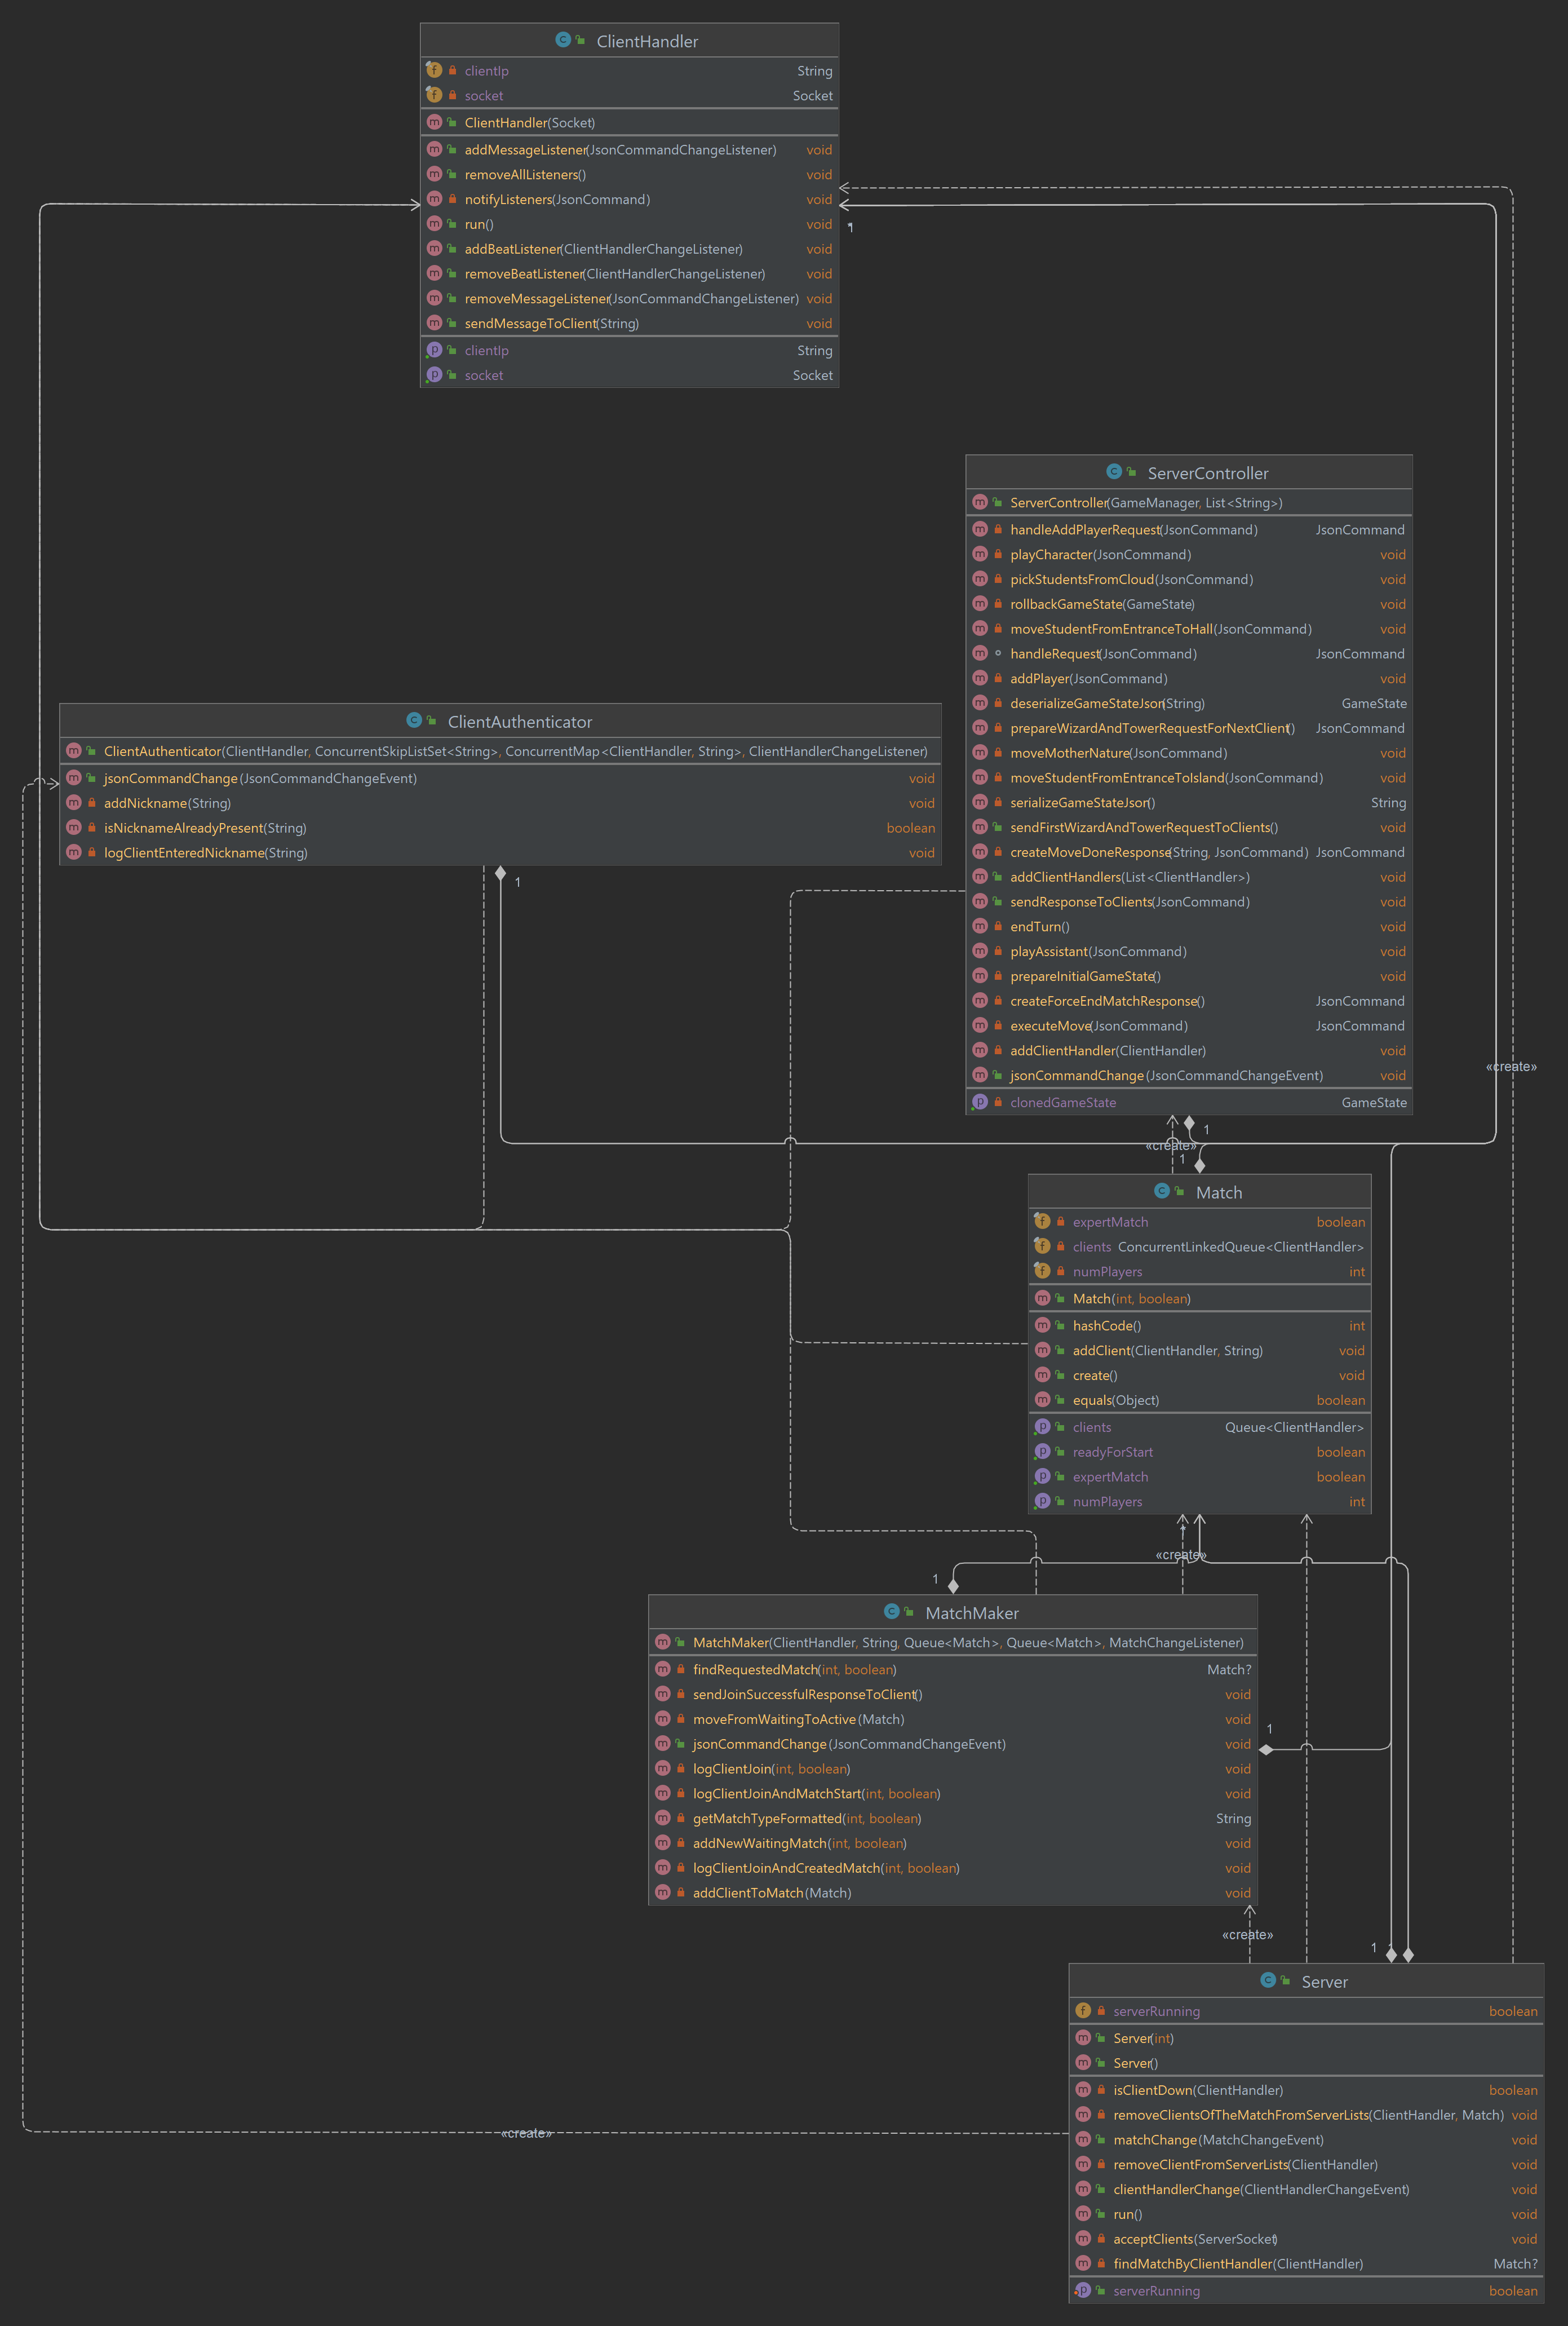 ClientHandler
clientIp String
socket Socket
ClientHandler(Socket)
addMessageListener(JsonCommandChangeListener) void
removeAllListeners() void
notifyListeners(JsonCommand) void
run() void
addBeatListener(ClientHandlerChangeListener) void
removeBeatListener(ClientHandlerChangeListener) void
removeMessageListener(JsonCommandChangeListener) void
sendMessageToClient(String) void
clientIp String
socket Socket
ServerController
ServerController(GameManager, List<String>)
handleAddPlayerRequest(JsonCommand) JsonCommand
playCharacter(JsonCommand) void
pickStudentsFromCloud(JsonCommand) void
rollbackGameState(GameState) void
moveStudentFromEntranceToHall(JsonCommand) void
handleRequest(JsonCommand) JsonCommand
addPlayer(JsonCommand) void
deserializeGameStateJson(String) GameState
prepareWizardAndTowerRequestForNextClient() JsonCommand
moveMotherNature(JsonCommand) void
moveStudentFromEntranceToIsland(JsonCommand) void
serializeGameStateJson() String
sendFirstWizardAndTowerRequestToClients() void
createMoveDoneResponse(String, JsonCommand) JsonCommand
addClientHandlers(List<ClientHandler>) void
sendResponseToClients(JsonCommand) void
endTurn() void
playAssistant(JsonCommand) void
prepareInitialGameState() void
createForceEndMatchResponse() JsonCommand
executeMove(JsonCommand) JsonCommand
addClientHandler(ClientHandler) void
jsonCommandChange(JsonCommandChangeEvent) void
clonedGameState GameState
ClientAuthenticator
ClientAuthenticator(ClientHandler, ConcurrentSkipListSet<String>, ConcurrentMap<ClientHandler, String>, ClientHandlerChangeListener)
jsonCommandChange(JsonCommandChangeEvent) void
addNickname(String) void
isNicknameAlreadyPresent(String) boolean
logClientEnteredNickname(String) void
1
«create»
1
«create»
1
Match
expertMatch boolean
clients ConcurrentLinkedQueue<ClientHandler>
numPlayers int
Match(int, boolean)
hashCode() int
addClient(ClientHandler, String) void
create() void
equals(Object) boolean
clients Queue<ClientHandler>
readyForStart boolean
expertMatch boolean
numPlayers int
«create»
1
MatchMaker
MatchMaker(ClientHandler, String, Queue<Match>, Queue<Match>, MatchChangeListener)
findRequestedMatch(int, boolean) Match?
sendJoinSuccessfulResponseToClient() void
moveFromWaitingToActive(Match) void
jsonCommandChange(JsonCommandChangeEvent) void
logClientJoin(int, boolean) void
logClientJoinAndMatchStart(int, boolean) void
getMatchTypeFormatted(int, boolean) String
addNewWaitingMatch(int, boolean) void
logClientJoinAndCreatedMatch(int, boolean) void
addClientToMatch(Match) void
1
«create»
1
Server
serverRunning boolean
Server(int)
Server()
isClientDown(ClientHandler) boolean
removeClientsOfTheMatchFromServerLists(ClientHandler, Match) void
matchChange(MatchChangeEvent) void
removeClientFromServerLists(ClientHandler) void
clientHandlerChange(ClientHandlerChangeEvent) void
run() void
acceptClients(ServerSocket) void
findMatchByClientHandler(ClientHandler) Match?
serverRunning boolean
«create»